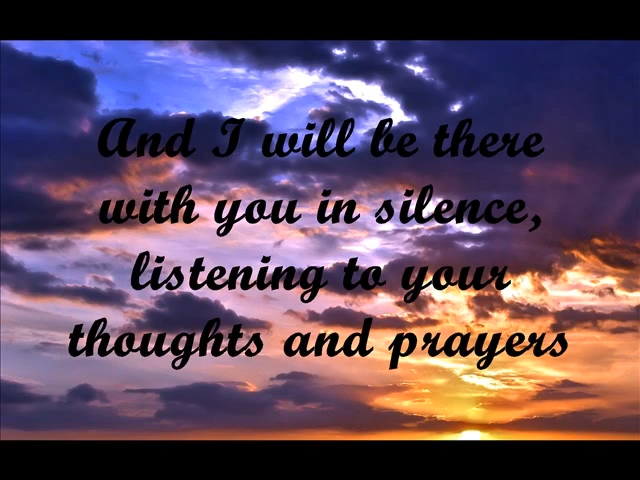 And I will be there
with you in silence,
listening to your
thoughts and prayers